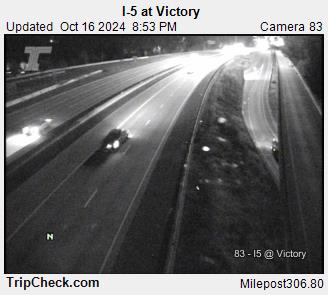 I-5 at Victory
Updated Oct 16 2024 8:53 PM Camera 83
T
N
83 - I5 @ Victory
TripCheck.com Milepost306.80